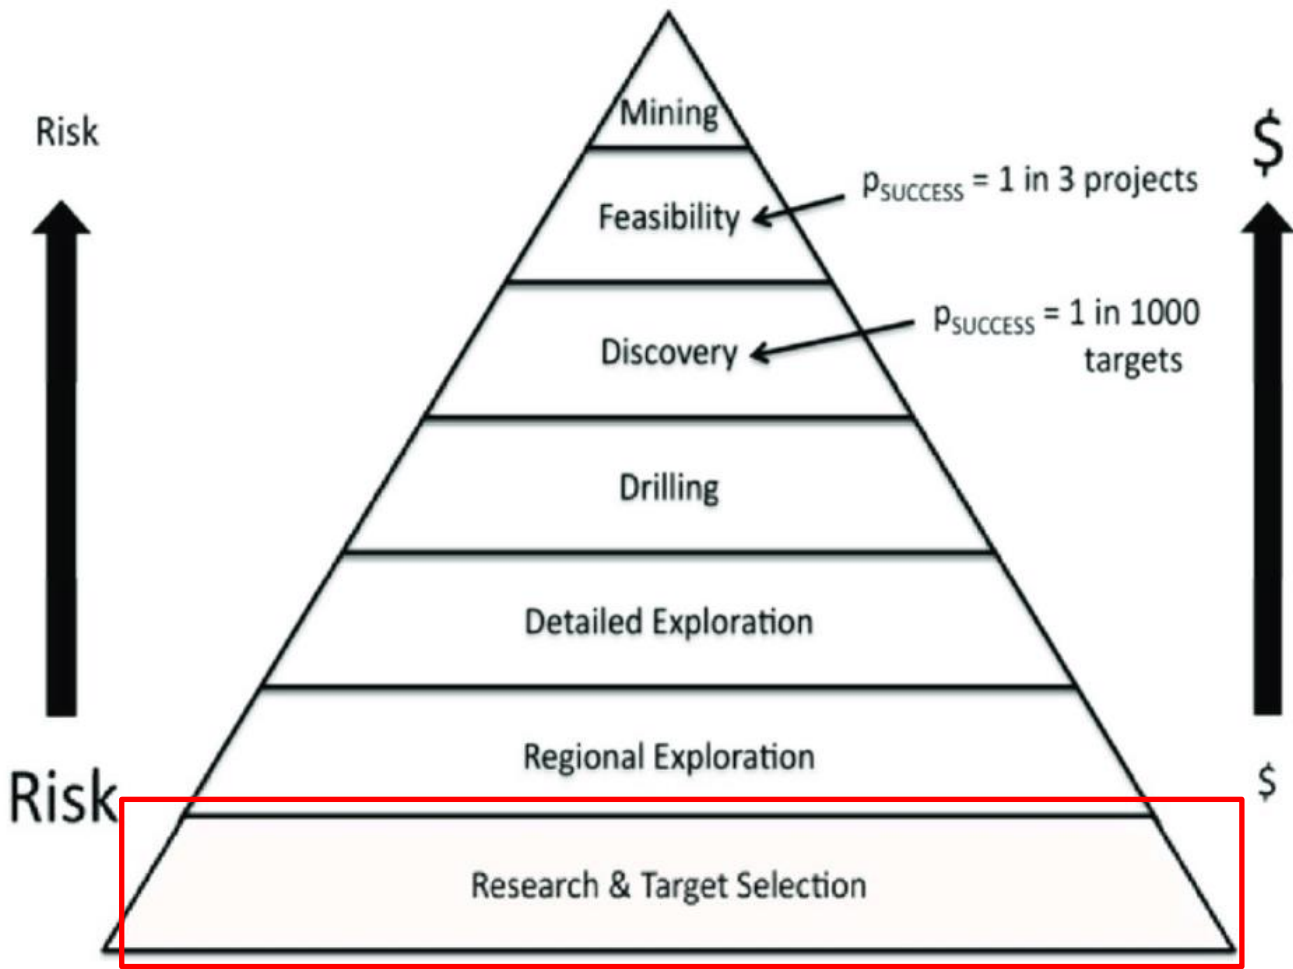 Mining
Risk
$
pSUCCESS = 1 in 3 projects
Feasibility
pSUCCESS = 1 in 1000
targets
Discovery
Drilling
Detailed Exploration
Regional Exploration
Risk
$
Research & Target Selection